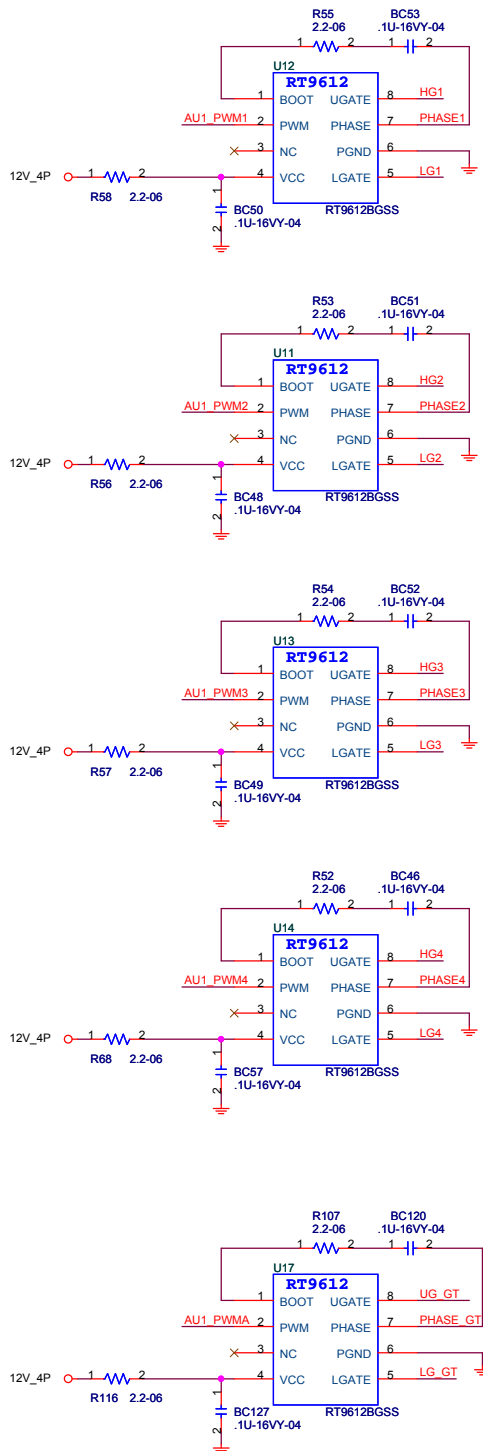 R55 BC53
2.2-06 .1U-16VY-04
1 2 1 2
U12
RT9612
1 BOOT UGATE 8 HG1
AU1_PWM1 2 PWM PHASE 7 PHASE1
3 NC PGND 6
12V_4P 1 2 4 VCC LGATE 5 LG1
R58 2.2-06
1 BC50
2 .1U-16VY-04
RT9612BGSS
R53 BC51
2.2-06 .1U-16VY-04
1 2 1 2
U11
RT9612
1 BOOT UGATE 8 HG2
AU1_PWM2 2 PWM PHASE 7 PHASE2
3 NC PGND 6
12V_4P 1 2 4 VCC LGATE 5 LG2
R56 2.2-06
1 BC48
2 .1U-16VY-04
RT9612BGSS
R54 BC52
2.2-06 .1U-16VY-04
1 2 1 2
U13
RT9612
1 BOOT UGATE 8 HG3
AU1_PWM3 2 PWM PHASE 7 PHASE3
3 NC PGND 6
12V_4P 1 2 4 VCC LGATE 5 LG3
R57 2.2-06
1 BC49
2 .1U-16VY-04
RT9612BGSS
R52 BC46
2.2-06 .1U-16VY-04
1 2 1 2
U14
RT9612
1 BOOT UGATE 8 HG4
AU1_PWM4 2 PWM PHASE 7 PHASE4
3 NC PGND 6
12V_4P 1 2 4 VCC LGATE 5 LG4
R68 2.2-06
1 BC57
2 .1U-16VY-04
RT9612BGSS
R107 BC120
2.2-06 .1U-16VY-04
1 2 1 2
U17
RT9612
1 BOOT UGATE 8 UG_GT
AU1_PWMA 2 PWM PHASE 7 PHASE_GT
3 NC PGND 6
12V_4P 1 2 4 VCC LGATE 5 LG_GT
R116 2.2-06
1 BC127
2 .1U-16VY-04
RT9612BGSS